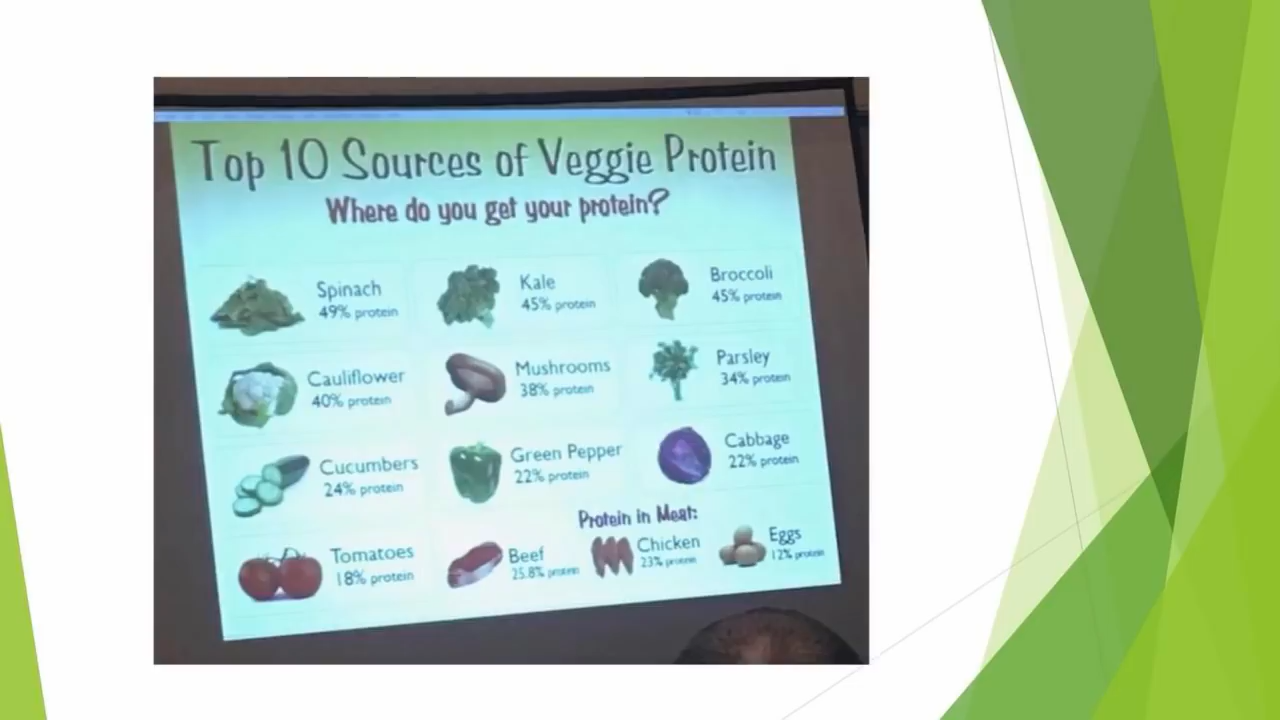 Top 10 Sources of Veggie Protein
Where do you get your protein?
Spinach
49% protein
Kale
45% protein
Broccoli
45% protein
Cauliflower
40% protein
Mushrooms
38% protein
Parsley
34% protein
Cucumbers
24% protein
Green Pepper
22% protein
Cabbage
22% protein
Tomatoes
18% protein
Protein in Meat:
Beef
25.8% protein
Chicken
23% protein
Eggs
12% protein